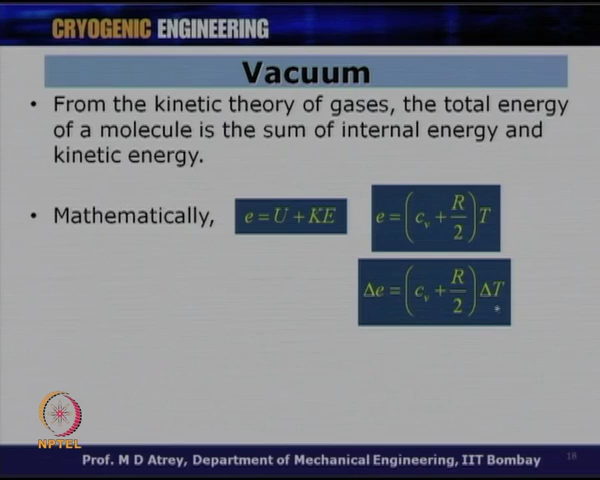 CRYOGENIC ENGINEERING
Vacuum
• From the kinetic theory of gases, the total energy
of a molecule is the sum of internal energy and
kinetic energy.
• Mathematically, e = U + KE e = (c_v + R/2) T
Δe = (c_v + R/2) ΔT
NPTEL
Prof. M D Atrey, Department of Mechanical Engineering, IIT Bombay 18